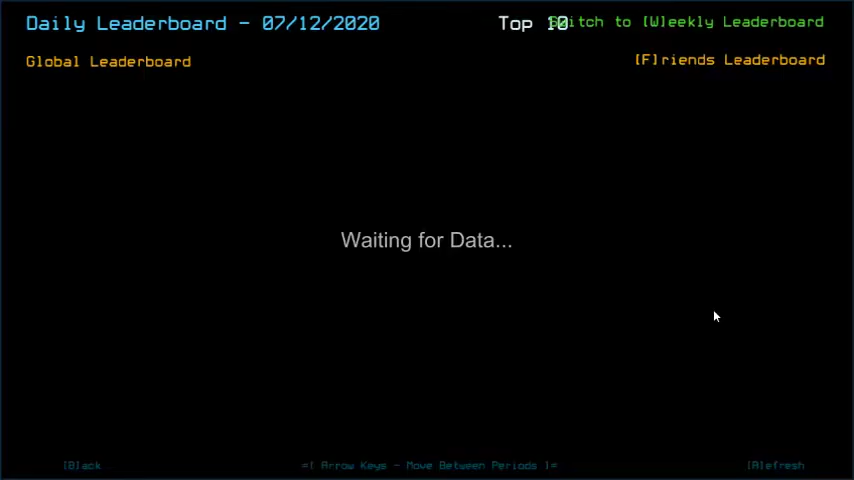 Daily Leaderboard - 07/12/2020
Top 10
Switch to [W]eekly Leaderboard
Global Leaderboard
[F]riends Leaderboard
Waiting for Data...
[B]ack
=[ Arrow Keys - Move Between Periods ]=
[R]efresh